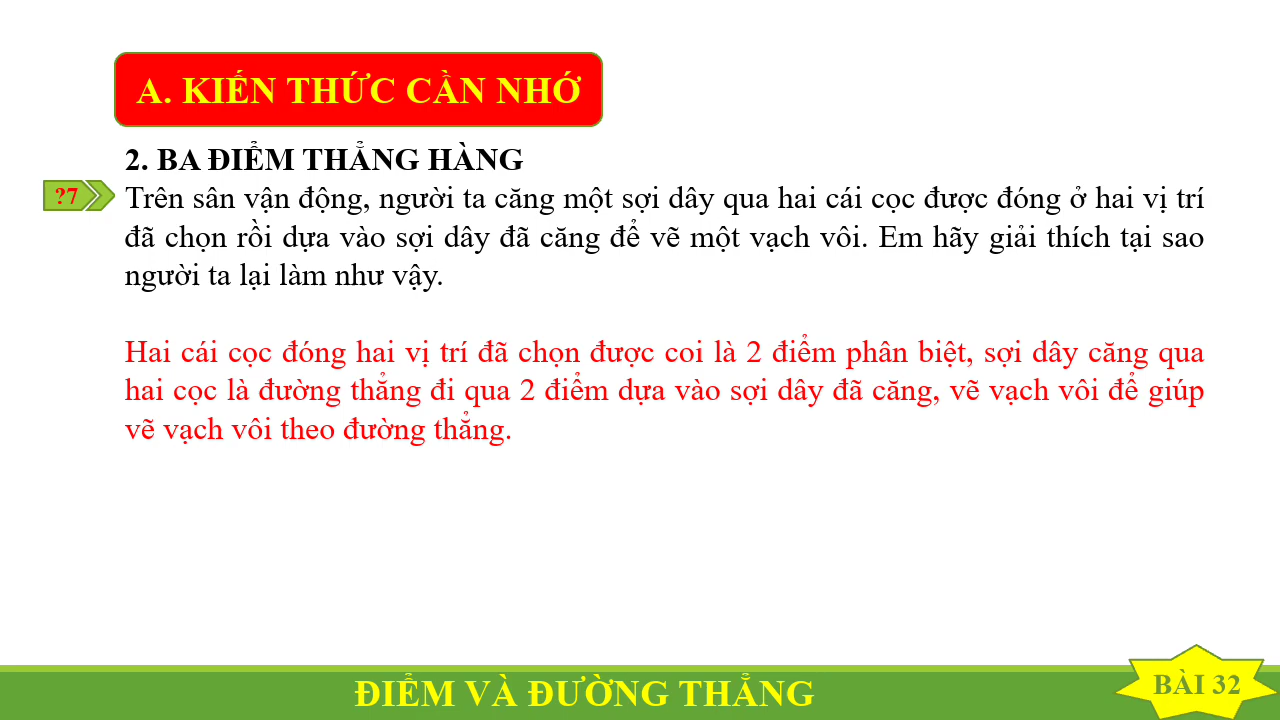 A. KIẾN THỨC CẦN NHỚ
2. BA ĐIỂM THẲNG HÀNG
?7
Trên sân vận động, người ta căng một sợi dây qua hai cái cọc được đóng ở hai vị trí
đã chọn rồi dựa vào sợi dây đã căng để vẽ một vạch vôi. Em hãy giải thích tại sao
người ta lại làm như vậy.
Hai cái cọc đóng hai vị trí đã chọn được coi là 2 điểm phân biệt, sợi dây căng qua
hai cọc là đường thẳng đi qua 2 điểm dựa vào sợi dây đã căng, vẽ vạch vôi để giúp
vẽ vạch vôi theo đường thẳng.
ĐIỂM VÀ ĐƯỜNG THẲNG
BÀI 32